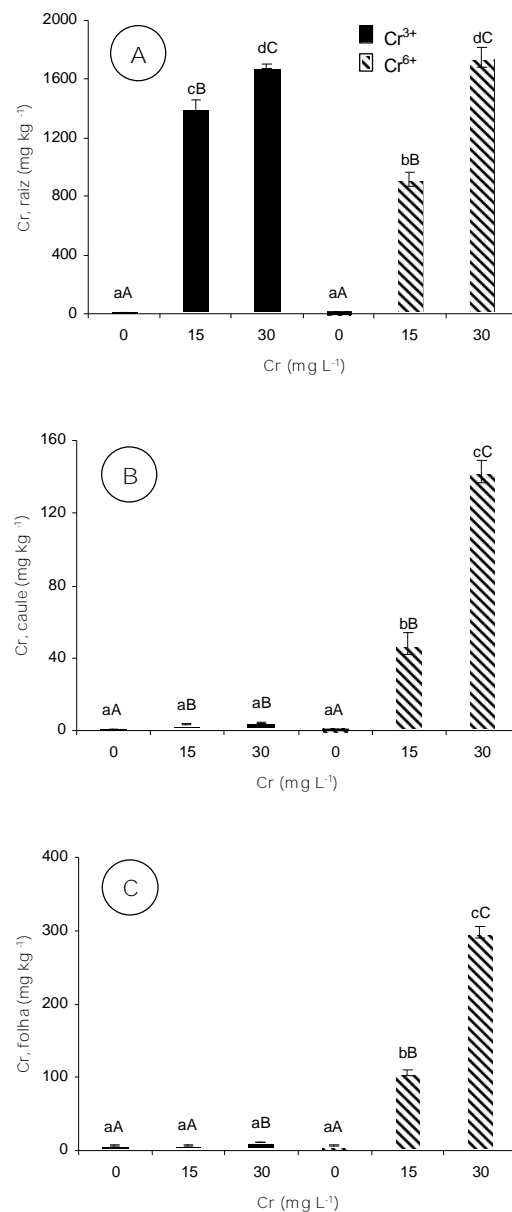 2000
A
dC
Cr³⁺
dC
Cr⁶⁺
1600
cB
1200
bB
800
400
aA
aA
0
0 15 30 0 15 30
Cr, raiz (mg kg ⁻¹)
Cr (mg L⁻¹)
160
B
cC
120
80
bB
40
aA aB aB aA
0
0 15 30 0 15 30
Cr, caule (mg kg ⁻¹)
Cr (mg L⁻¹)
400
C
cC
300
200
bB
100
aA aA aB aA
0
0 15 30 0 15 30
Cr, folha (mg kg ⁻¹)
Cr (mg L⁻¹)